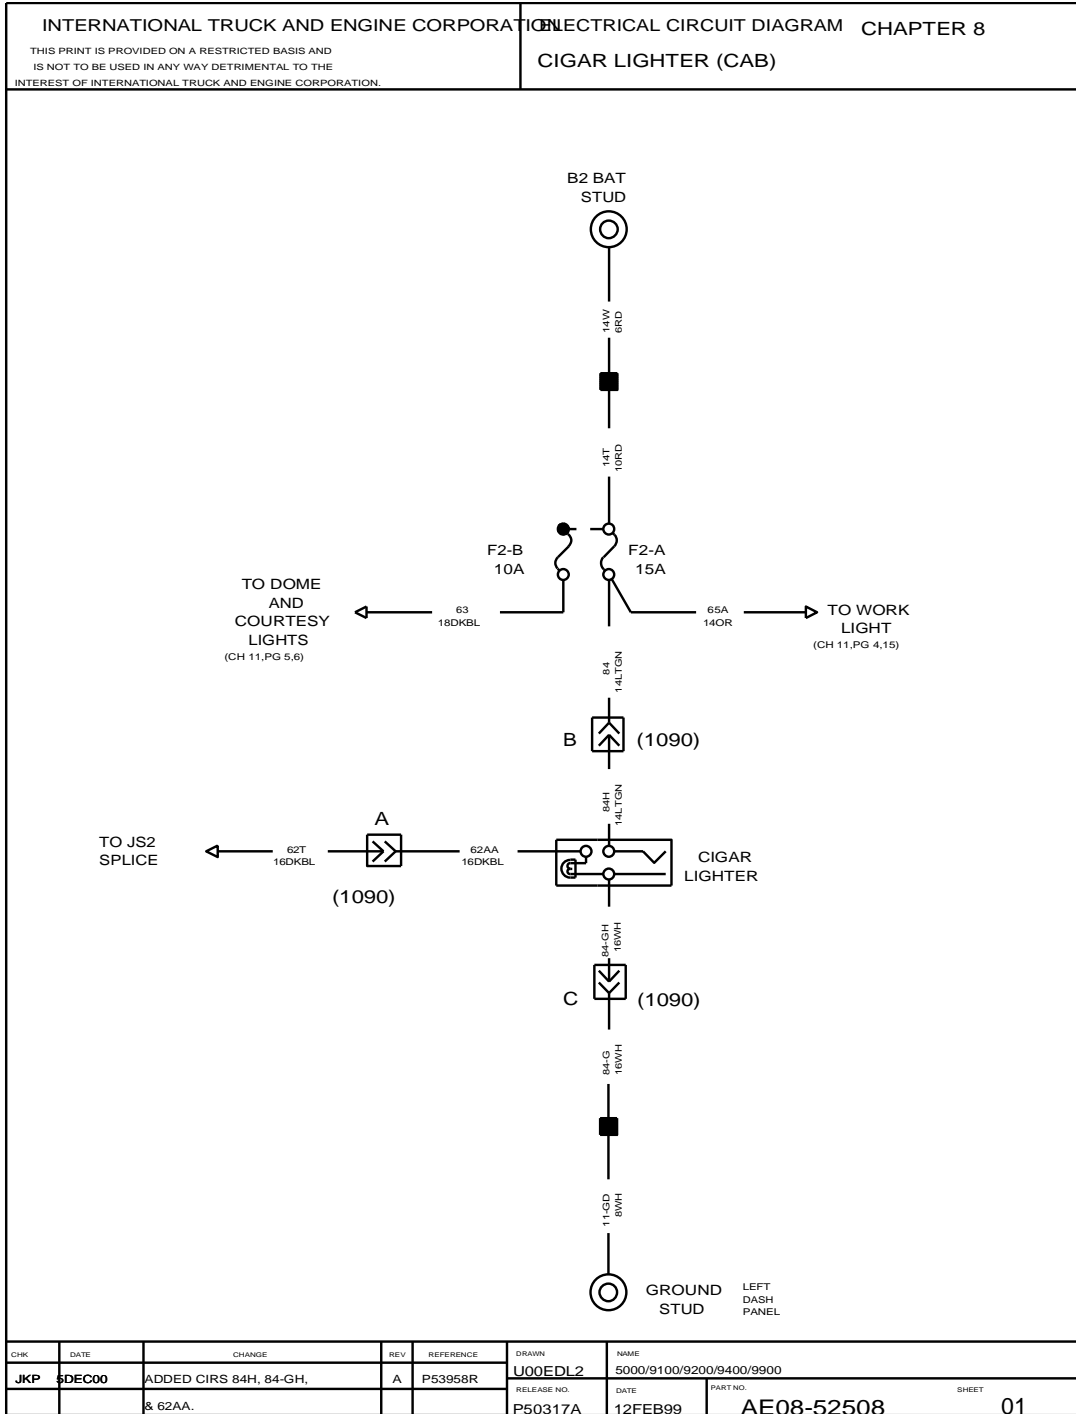 INTERNATIONAL TRUCK AND ENGINE CORPORATION
THIS PRINT IS PROVIDED ON A RESTRICTED BASIS AND
IS NOT TO BE USED IN ANY WAY DETRIMENTAL TO THE
INTEREST OF INTERNATIONAL TRUCK AND ENGINE CORPORATION.
ELECTRICAL CIRCUIT DIAGRAM CHAPTER 8
CIGAR LIGHTER (CAB)
B2 BAT
STUD
14W
6RD
14T
10RD
F2-B
10A
F2-A
15A
TO DOME
AND
COURTESY
LIGHTS
(CH 11,PG 5,6)
63
18DKBL
65A
14OR
TO WORK
LIGHT
(CH 11,PG 4,15)
84
14LTGN
B (1090)
84H
14LTGN
A
TO JS2
SPLICE
62T
16DKBL
62AA
16DKBL
(1090)
CIGAR
LIGHTER
84-GH
16WH
C (1090)
84-G
16WH
11-GD
8WH
GROUND
STUD
LEFT
DASH
PANEL
CHK DATE CHANGE REV REFERENCE
JKP 5DEC00 ADDED CIRS 84H, 84-GH, A P53958R
& 62AA.
DRAWN
U00EDL2
NAME
5000/9100/9200/9400/9900
RELEASE NO.
P50317A
DATE
12FEB99
PART NO.
AE08-52508
SHEET
01